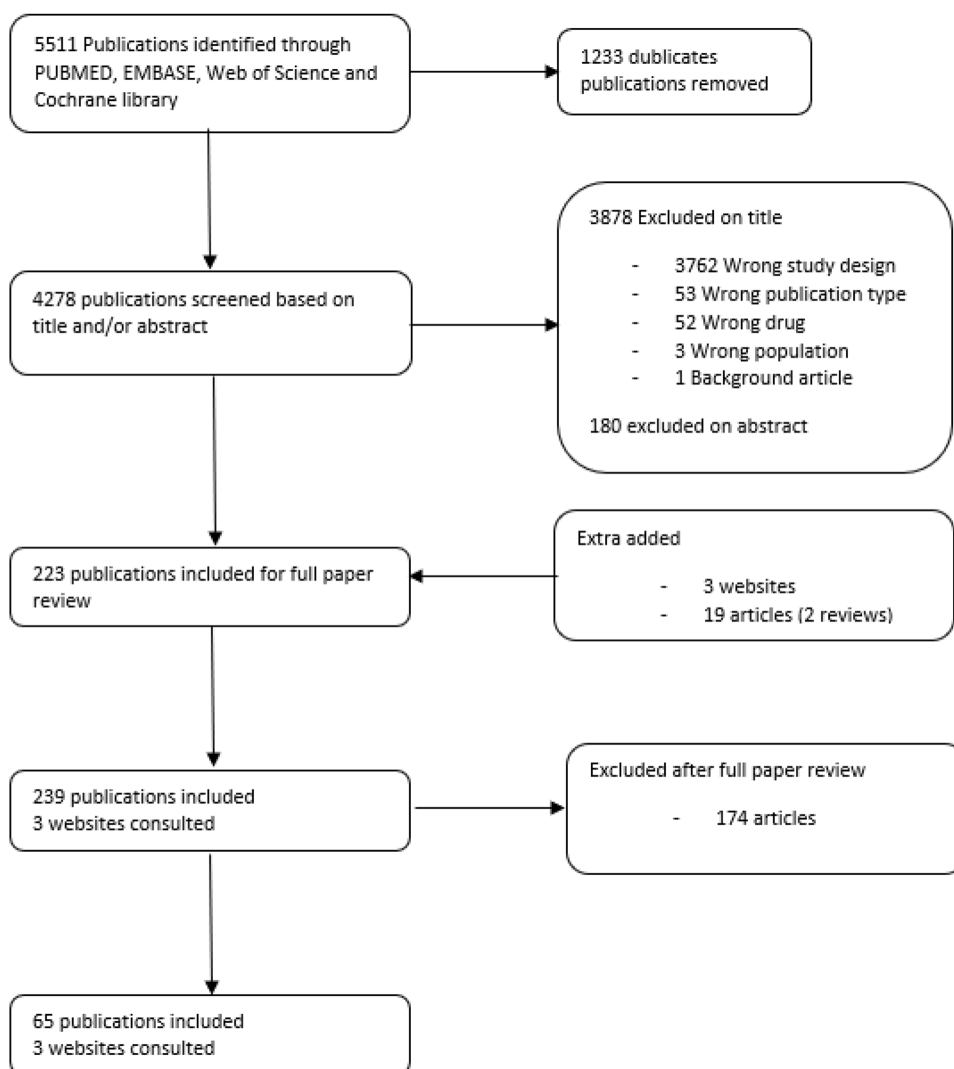 5511 Publications identified through
PUBMED, EMBASE, Web of Science and
Cochrane library
1233 dublicates
publications removed
3878 Excluded on title
- 3762 Wrong study design
- 53 Wrong publication type
- 52 Wrong drug
- 3 Wrong population
- 1 Background article
180 excluded on abstract
4278 publications screened based on
title and/or abstract
Extra added
- 3 websites
- 19 articles (2 reviews)
223 publications included for full paper
review
239 publications included
3 websites consulted
Excluded after full paper review
- 174 articles
65 publications included
3 websites consulted